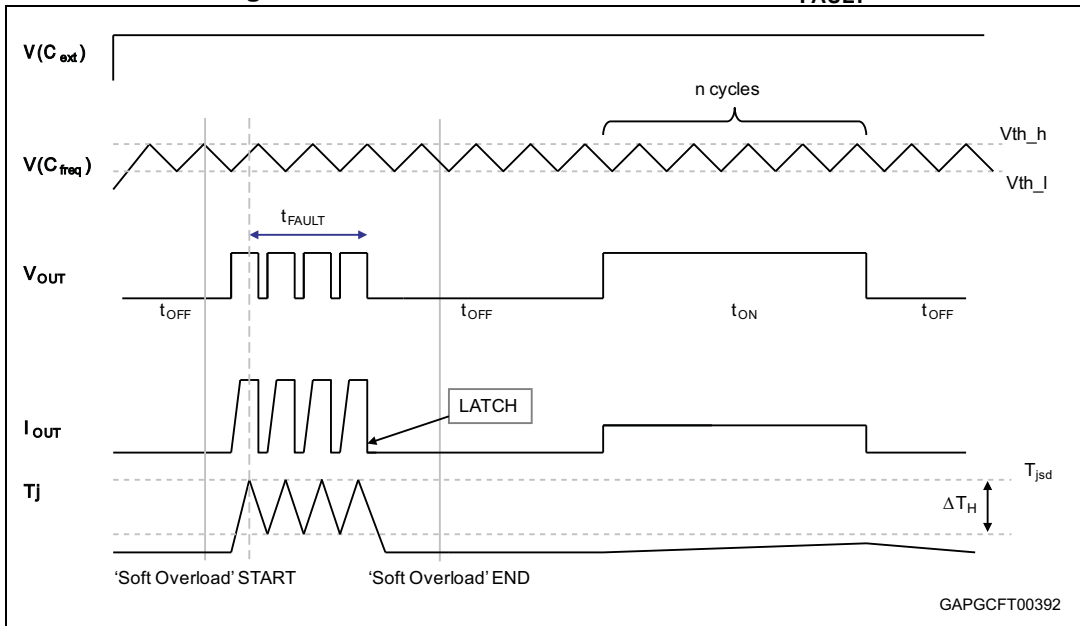 FAULT
V(Cext)
n cycles
Vth_h
V(Cfreq)
Vth_l
tFAULT
VOUT
tOFF
tOFF
tON
tOFF
LATCH
IOUT
Tjsd
Tj
ΔTH
'Soft Overload' START
'Soft Overload' END
GAPGCFT00392